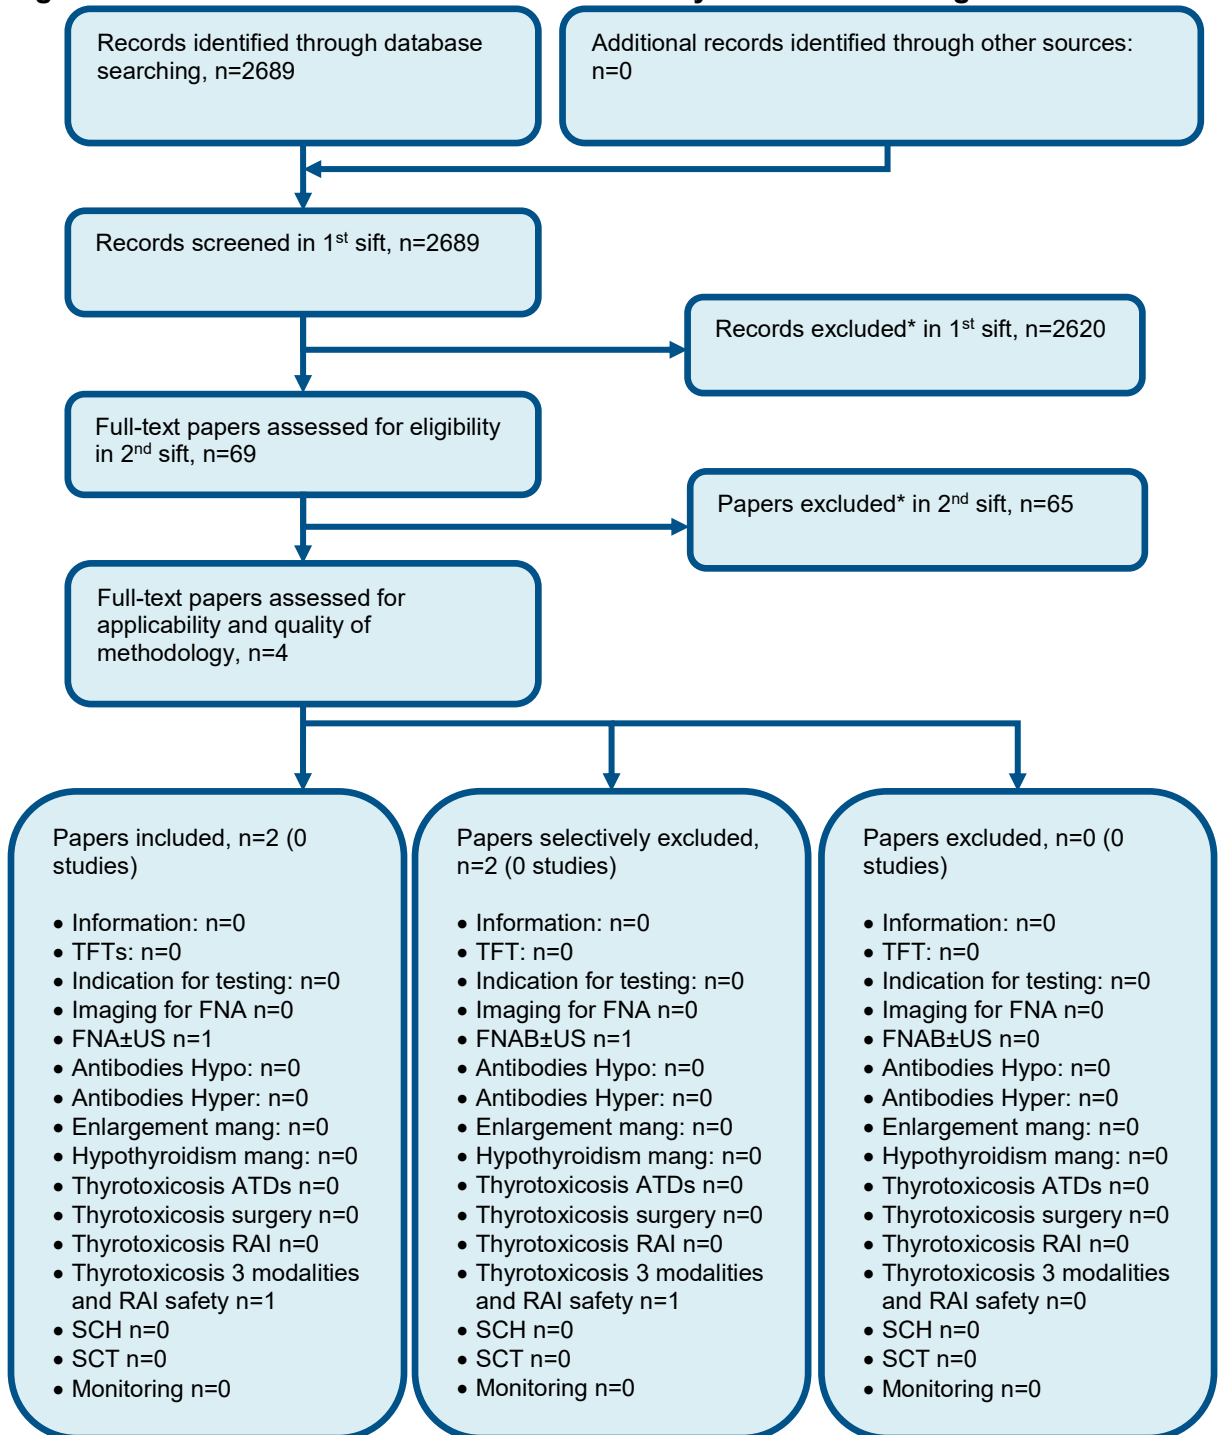 Records identified through database
searching, n=2689
Additional records identified through other sources:
n=0
Records screened in 1st sift, n=2689
Records excluded* in 1st sift, n=2620
Full-text papers assessed for eligibility
in 2nd sift, n=69
Papers excluded* in 2nd sift, n=65
Full-text papers assessed for
applicability and quality of
methodology, n=4
Papers included, n=2 (0
studies)
• Information: n=0
• TFTs: n=0
• Indication for testing: n=0
• Imaging for FNA n=0
• FNA±US n=1
• Antibodies Hypo: n=0
• Antibodies Hyper: n=0
• Enlargement mang: n=0
• Hypothyroidism mang: n=0
• Thyrotoxicosis ATDs n=0
• Thyrotoxicosis surgery n=0
• Thyrotoxicosis RAI n=0
• Thyrotoxicosis 3 modalities
and RAI safety n=1
• SCH n=0
• SCT n=0
• Monitoring n=0
Papers selectively excluded,
n=2 (0 studies)
• Information: n=0
• TFT: n=0
• Indication for testing: n=0
• Imaging for FNA: n=0
• FNAB±US: n=1
• Antibodies Hypo: n=0
• Antibodies Hyper: n=0
• Enlargement mang: n=0
• Hypothyroidism mang: n=0
• Thyrotoxicosis ATDs n=0
• Thyrotoxicosis surgery n=0
• Thyrotoxicosis RAI n=0
• Thyrotoxicosis 3 modalities
and RAI safety n=1
• SCH n=0
• SCT n=0
• Monitoring n=0
Papers excluded, n=0 (0
studies)
• Information: n=0
• TFT: n=0
• Indication for testing: n=0
• Imaging for FNA: n=0
• FNAB±US: n=0
• Antibodies Hypo: n=0
• Antibodies Hyper: n=0
• Enlargement mang: n=0
• Hypothyroidism mang: n=0
• Thyrotoxicosis ATDs n=0
• Thyrotoxicosis surgery n=0
• Thyrotoxicosis RAI n=0
• Thyrotoxicosis 3 modalities
and RAI safety n=0
• SCH n=0
• SCT n=0
• Monitoring n=0